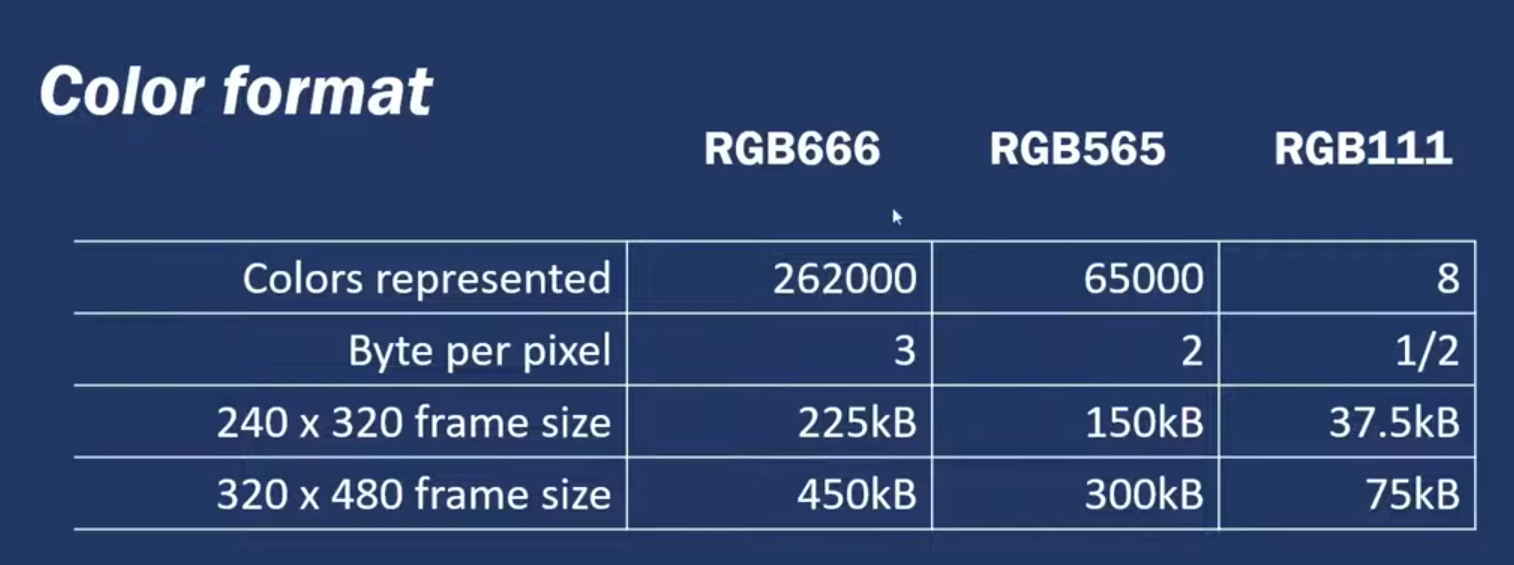 Color format
RGB666 RGB565 RGB111
Colors represented 262000 65000 8
Byte per pixel 3 2 1/2
240 x 320 frame size 225kB 150kB 37.5kB
320 x 480 frame size 450kB 300kB 75kB